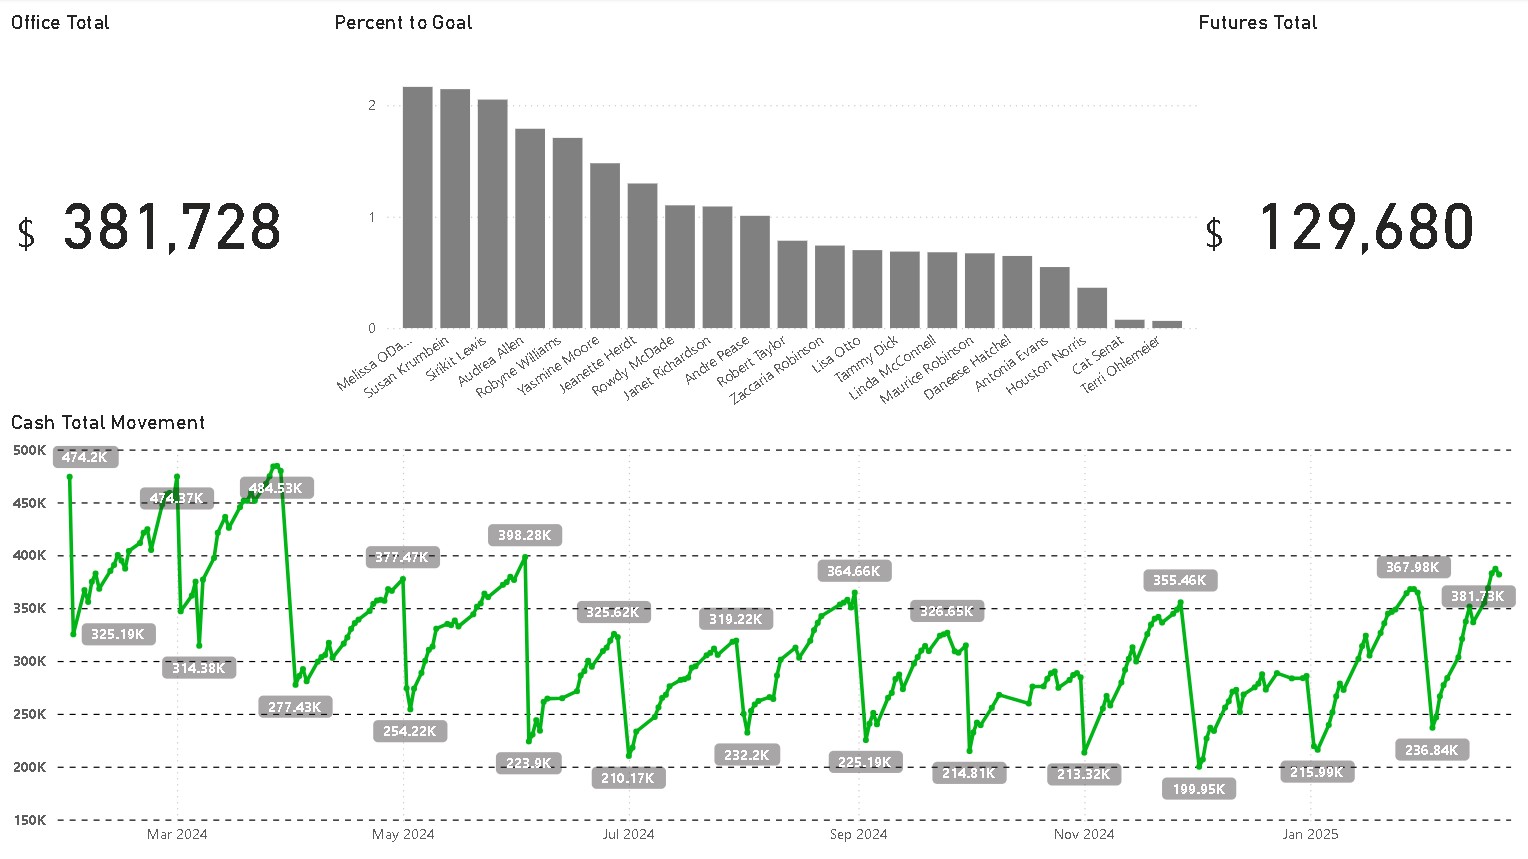 Office Total
Percent to Goal
Futures Total
$ 381,728
2
1
0
Melissa ODa...
Susan Krumbein
Sirikit Lewis
Audrea Allen
Robyne Williams
Yasmine Moore
Jeanette Herdt
Rowdy McDade
Janet Richardson
Andre Pease
Robert Taylor
Zaccaria Robinson
Lisa Otto
Tammy Dick
Linda McConnell
Maurice Robinson
Daneese Hatchel
Antonia Evans
Houston Norris
Cat Senat
Terri Ohlemeier
$ 129,680
Cash Total Movement
500K
450K
400K
350K
300K
250K
200K
150K
474.2K
325.19K
474.37K
314.38K
484.53K
277.43K
377.47K
254.22K
398.28K
223.9K
325.62K
210.17K
319.22K
232.2K
364.66K
225.19K
326.65K
214.81K
213.32K
355.46K
199.95K
215.99K
367.98K
236.84K
381.73K
Mar 2024
May 2024
Jul 2024
Sep 2024
Nov 2024
Jan 2025